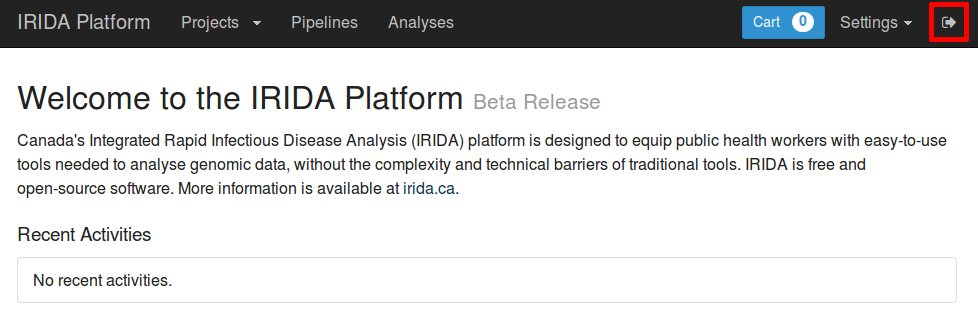 IRIDA Platform Projects Pipelines Analyses Cart 0 Settings
Welcome to the IRIDA Platform Beta Release
Canada's Integrated Rapid Infectious Disease Analysis (IRIDA) platform is designed to equip public health workers with easy-to-use
tools needed to analyse genomic data, without the complexity and technical barriers of traditional tools. IRIDA is free and
open-source software. More information is available at irida.ca.
Recent Activities
No recent activities.